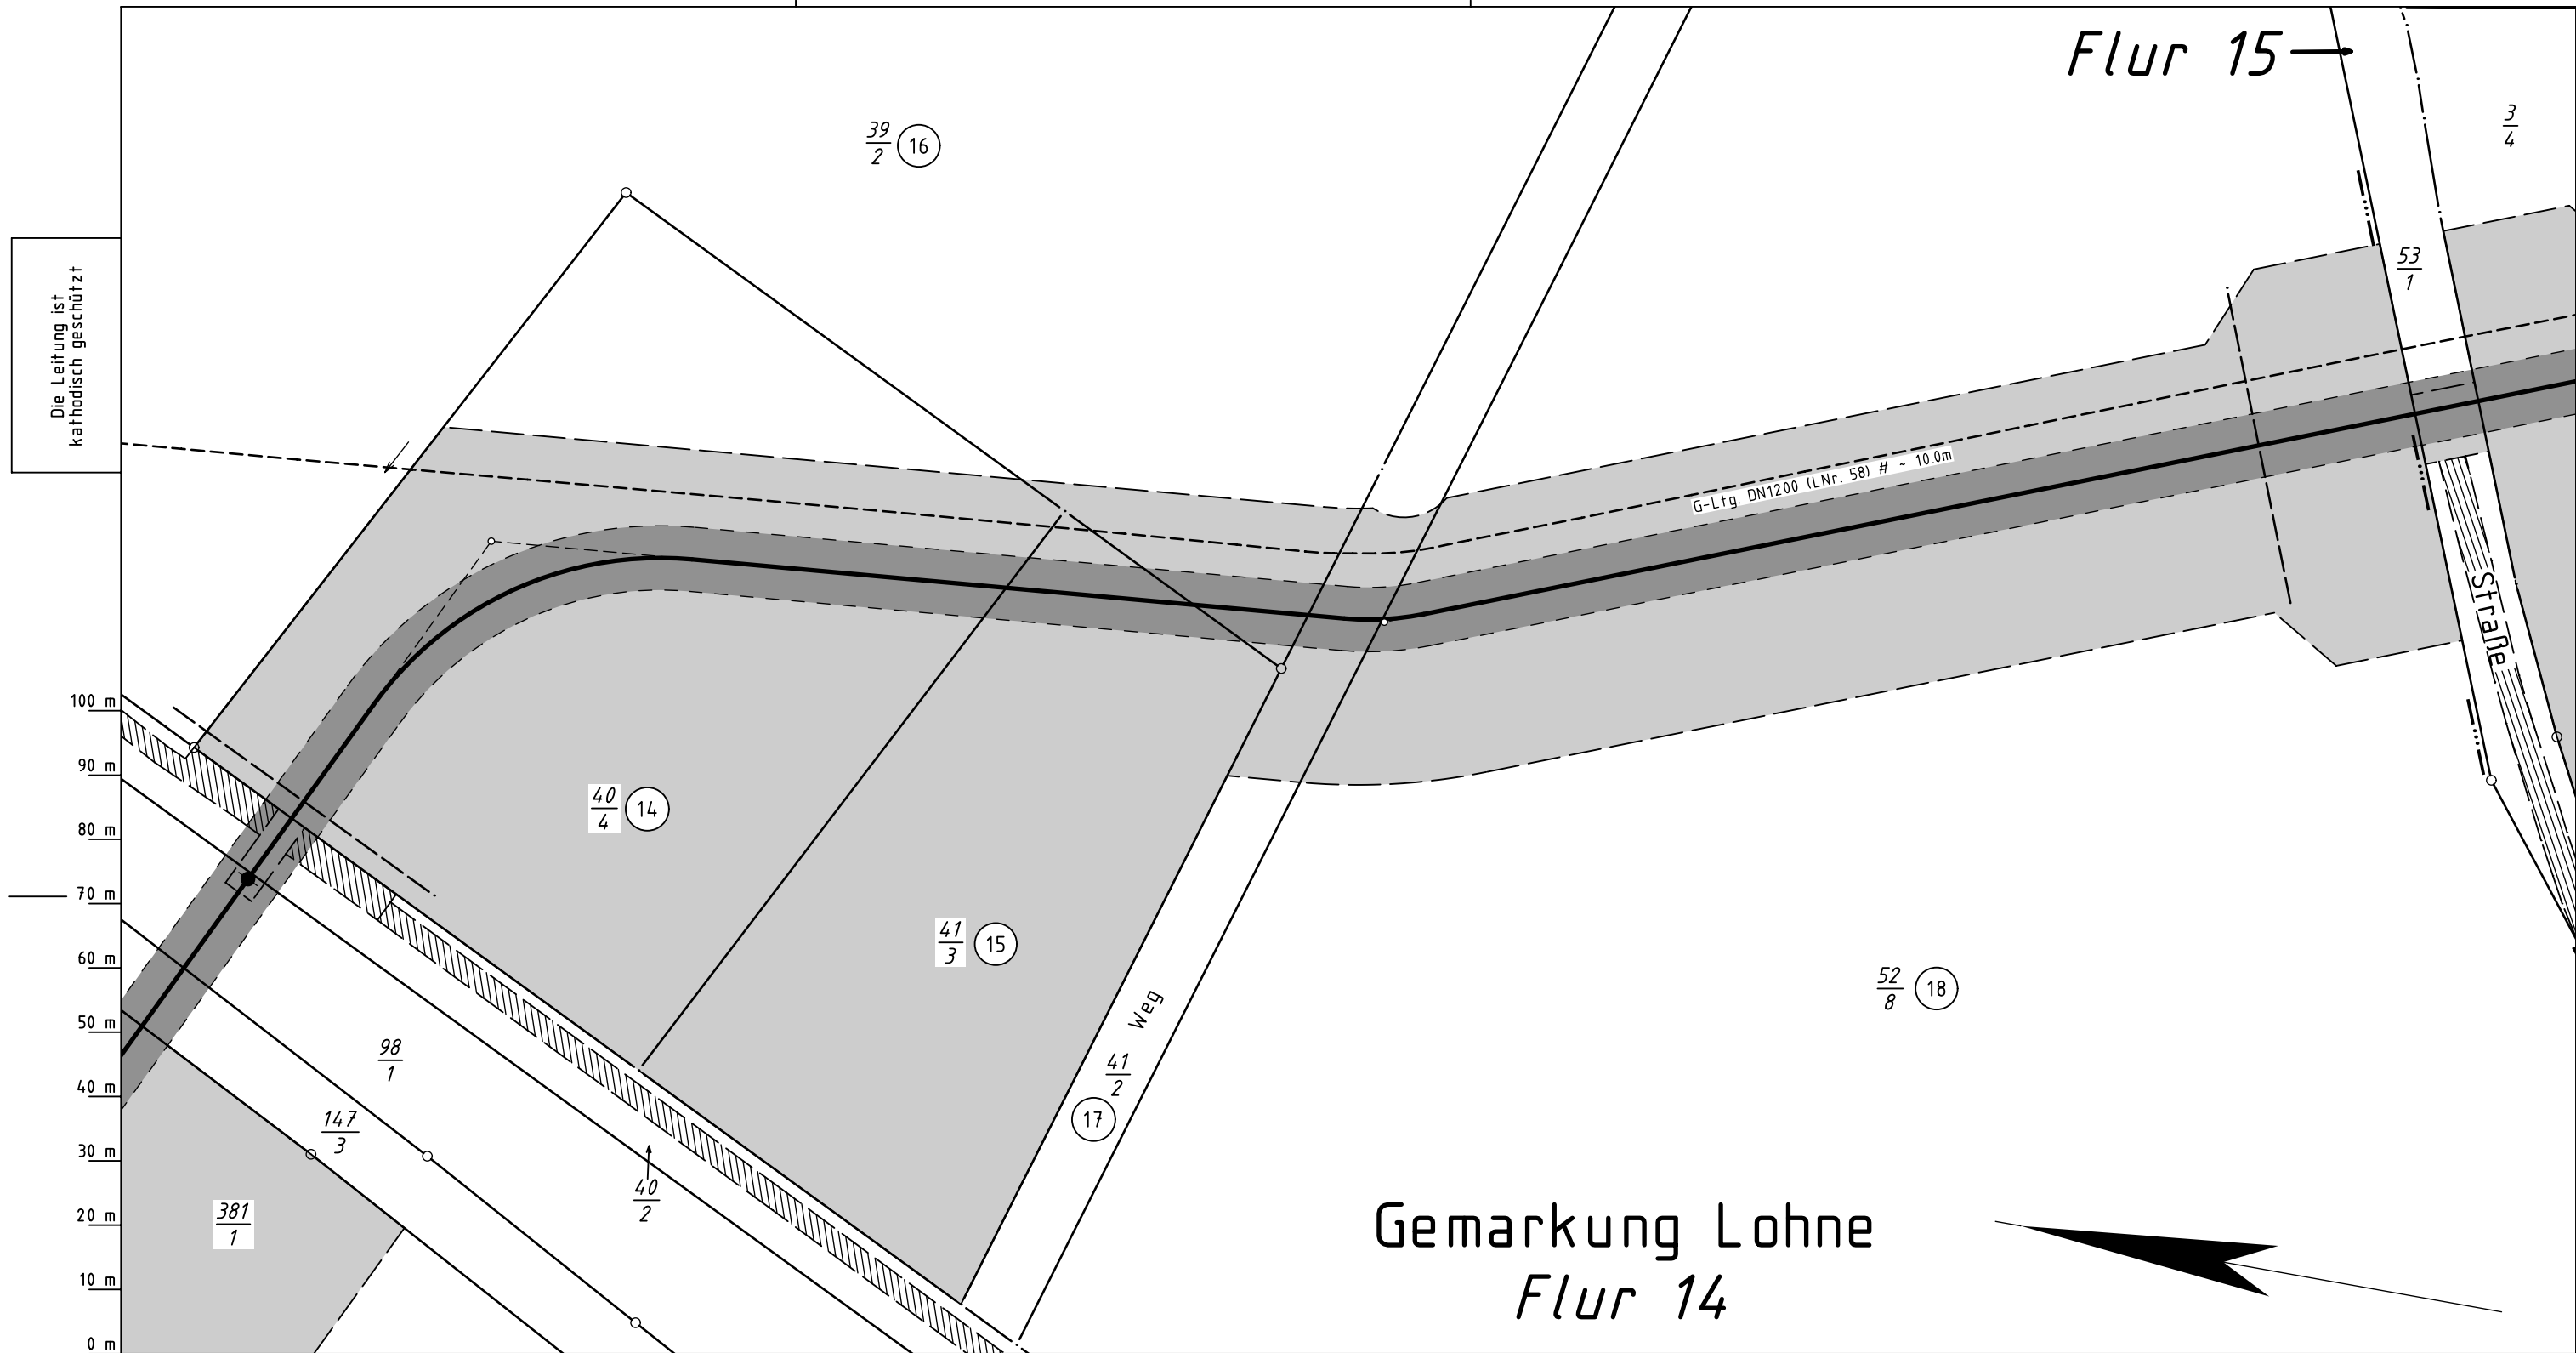 Flur 15
39
2
16
3
4
53
1
Die Leitung ist
kathodisch geschützt
G-Ltg. DN1200 (LNr. 58) # ~ 10.0m
Straße
100 m
90 m
80 m
70 m
60 m
50 m
40 m
30 m
20 m
10 m
0 m
40
4
14
41
3
15
52
8
18
Weg
41
2
17
98
1
147
3
40
2
381
1
Gemarkung Lohne
Flur 14